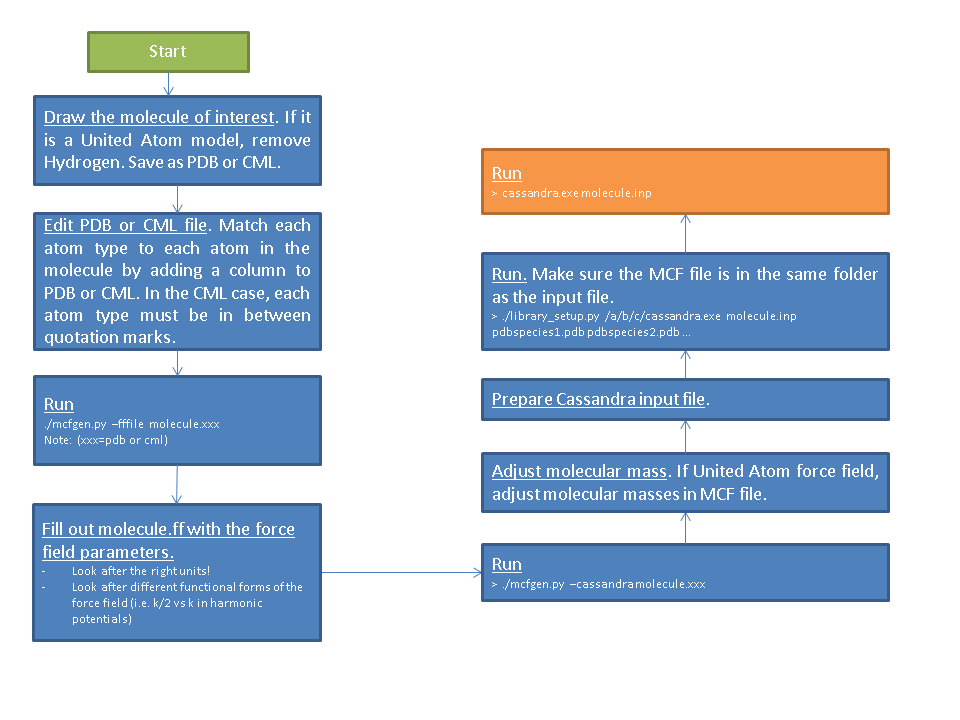 Start
Draw the molecule of interest. If it
is a United Atom model, remove
Hydrogen. Save as PDB or CML.
Edit PDB or CML file. Match each
atom type to each atom in the
molecule by adding a column to
PDB or CML. In the CML case, each
atom type must be in between
quotation marks.
Run
./mcfgen.py –fffile molecule.xxx
Note: (xxx=pdb or cml)
Fill out molecule.ff with the force
field parameters.
- Look after the right units!
- Look after different functional forms of the
force field (i.e. k/2 vs k in harmonic
potentials)
Run
> ./mcfgen.py –cassandra molecule.xxx
Adjust molecular mass. If United Atom force field,
adjust molecular masses in MCF file.
Prepare Cassandra input file.
Run. Make sure the MCF file is in the same folder
as the input file.
> ./library_setup.py /a/b/c/cassandra.exe molecule.inp
pdbspecies1.pdb pdbspecies2.pdb ...
Run
> cassandra.exe molecule.inp